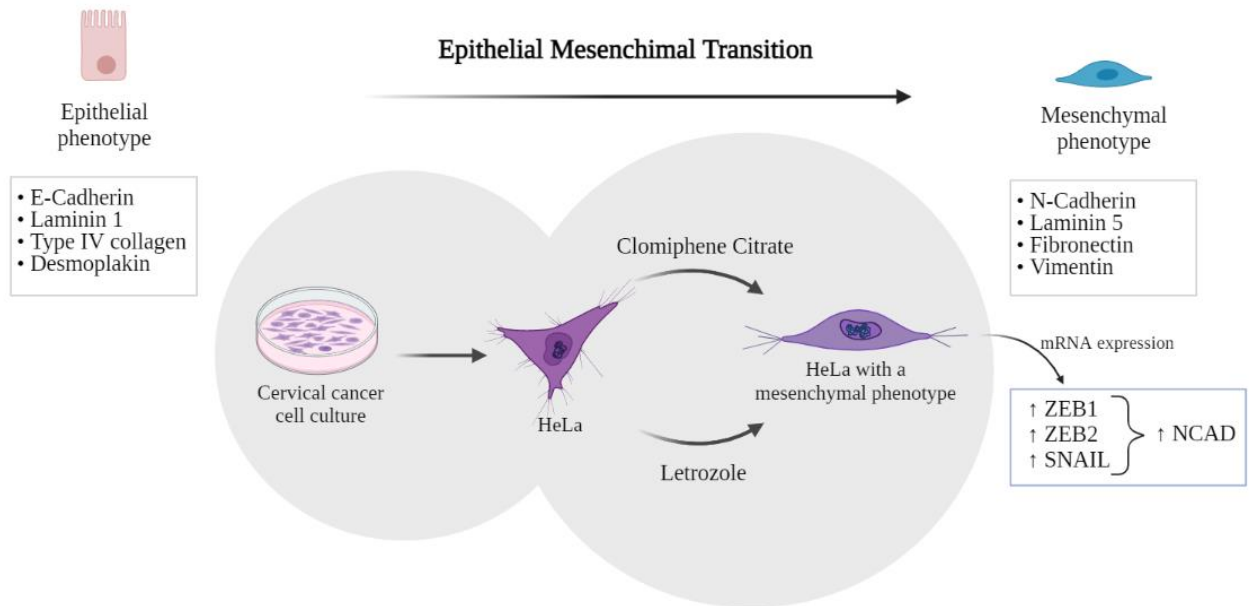 Epithelial Mesenchimal Transition
Epithelial
phenotype
• E-Cadherin
• Laminin 1
• Type IV collagen
• Desmoplakin
Mesenchymal
phenotype
• N-Cadherin
• Laminin 5
• Fibronectin
• Vimentin
Clomiphene Citrate
Cervical cancer
cell culture
HeLa
HeLa with a
mesenchymal phenotype
Letrozole
mRNA expression
↑ ZEB1
↑ ZEB2
↑ SNAIL
↑ NCAD